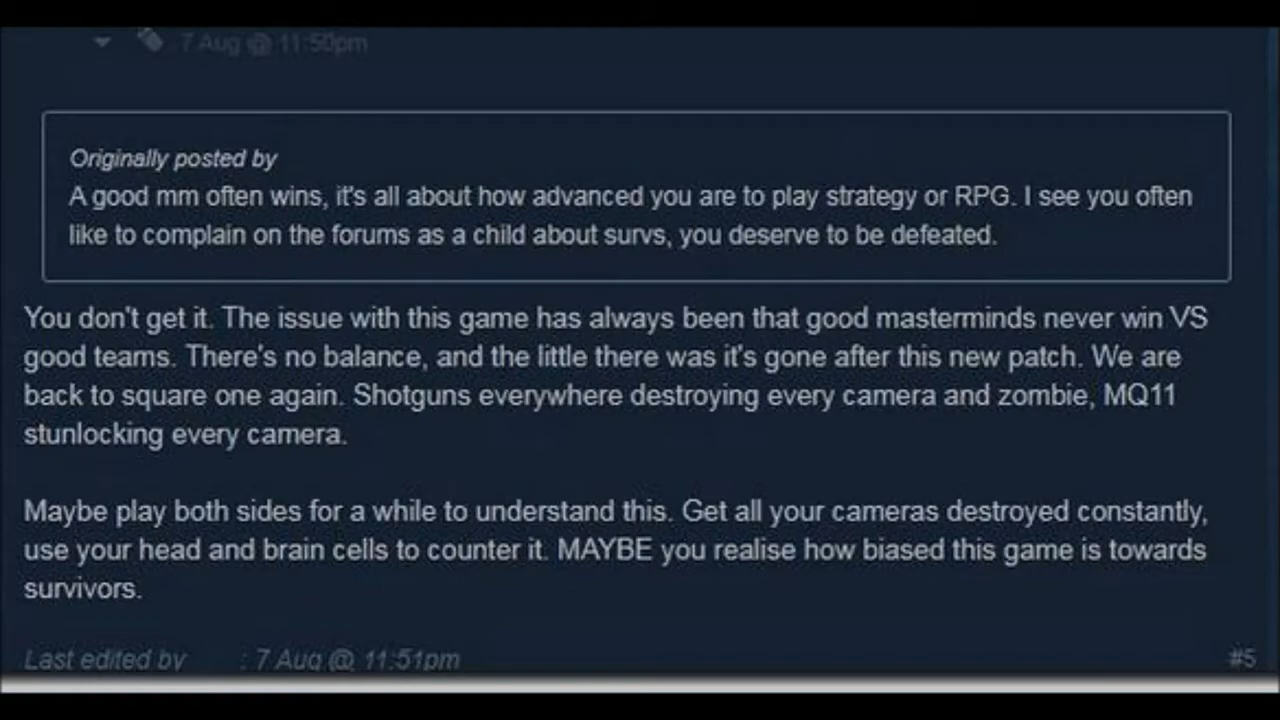 7 Aug @ 11:50pm
Originally posted by
A good mm often wins, it's all about how advanced you are to play strategy or RPG. I see you often
like to complain on the forums as a child about survs, you deserve to be defeated.
You don't get it. The issue with this game has always been that good masterminds never win VS
good teams. There's no balance, and the little there was it's gone after this new patch. We are
back to square one again. Shotguns everywhere destroying every camera and zombie, MQ11
stunlocking every camera.
Maybe play both sides for a while to understand this. Get all your cameras destroyed constantly,
use your head and brain cells to counter it. MAYBE you realise how biased this game is towards
survivors.
Last edited by : 7 Aug @ 11:51pm
#5